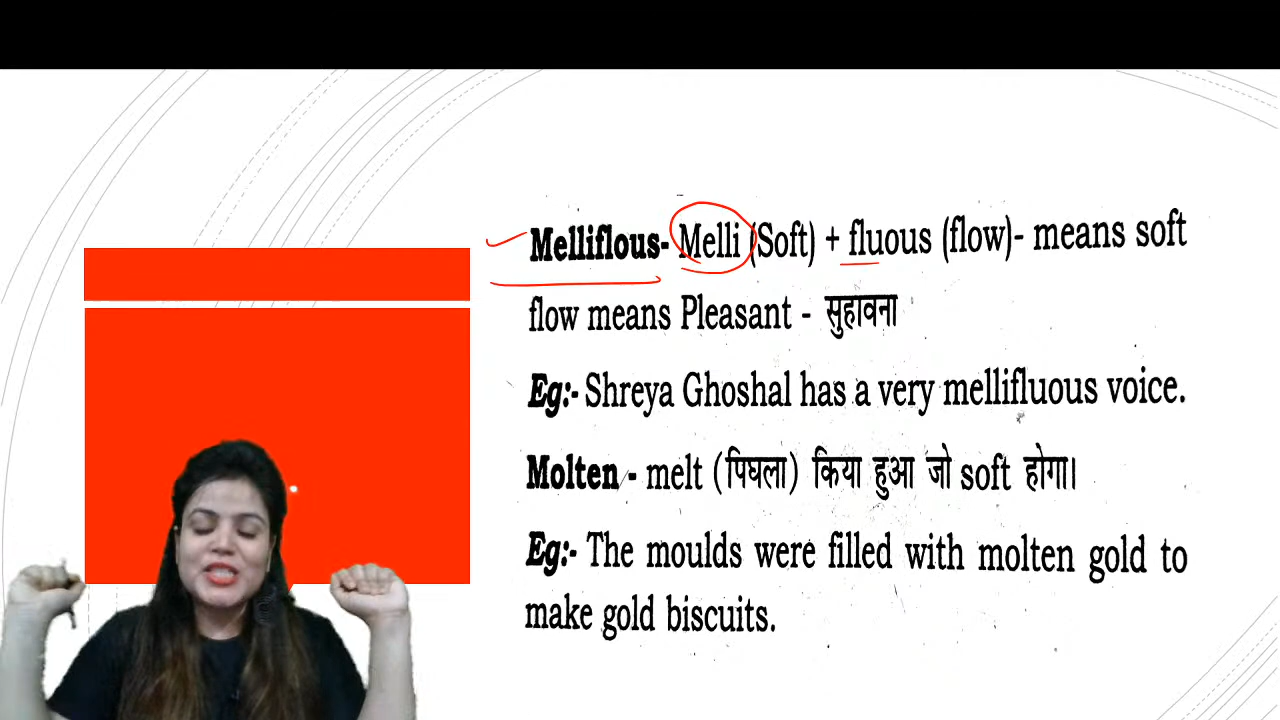 Melliflous- Melli (Soft) + fluous (flow)- means soft
flow means Pleasant - सुहावना
Eg:- Shreya Ghoshal has a very mellifluous voice.
Molten - melt (पिघला) किया हुआ जो soft होगा।
Eg:- The moulds were filled with molten gold to
make gold biscuits.